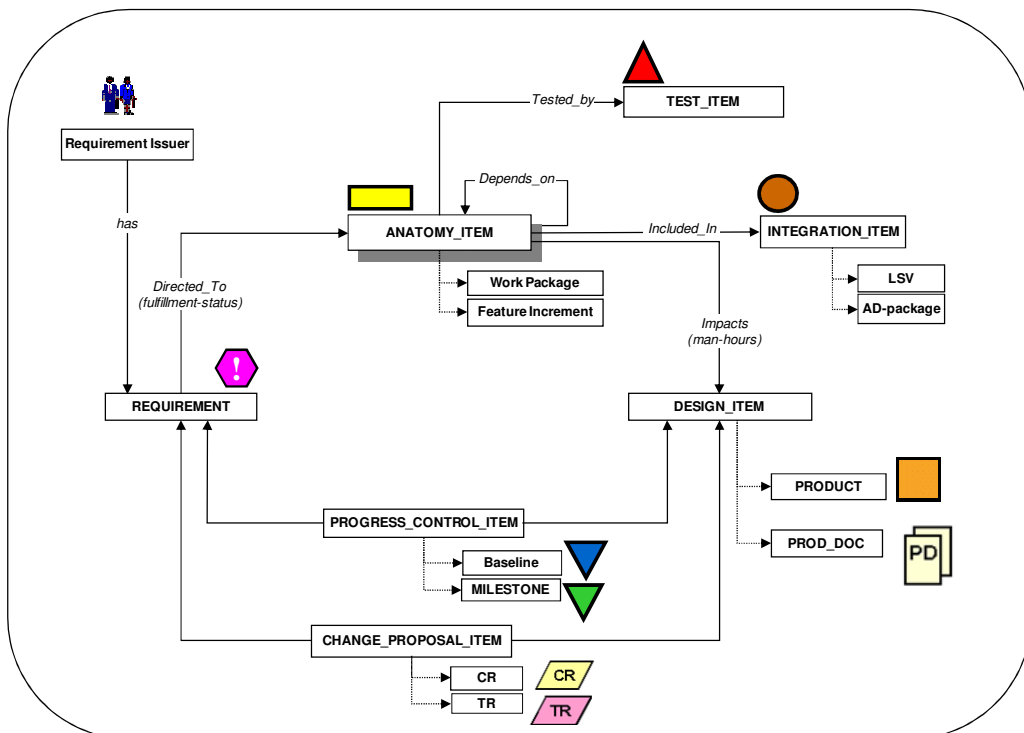 TEST_ITEM
Tested_by
Requirement Issuer
Depends_on
has
ANATOMY_ITEM
Included_In
INTEGRATION_ITEM
Work Package
LSV
Directed_To
(fulfillment-status)
Feature Increment
AD-package
Impacts
(man-hours)
!
REQUIREMENT
DESIGN_ITEM
PRODUCT
PROGRESS_CONTROL_ITEM
PROD_DOC
PD
Baseline
MILESTONE
CHANGE_PROPOSAL_ITEM
CR
CR
TR
TR